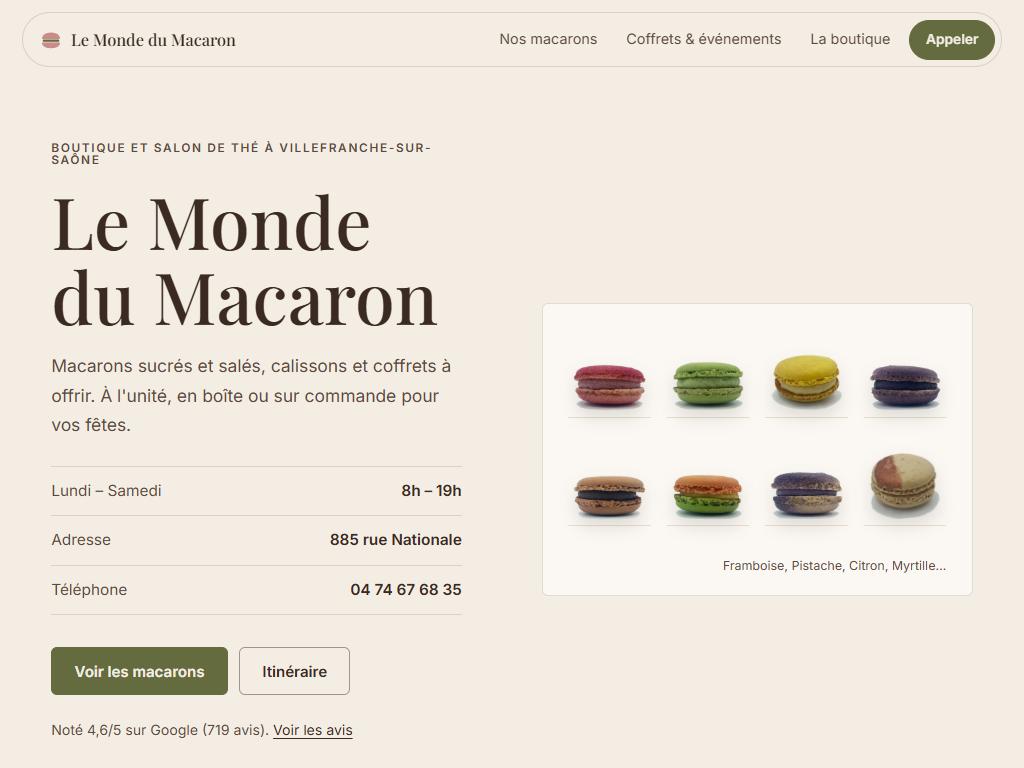 Le Monde du Macaron
Nos macarons
Coffrets & événements
La boutique
Appeler
BOUTIQUE ET SALON DE THÉ À VILLEFRANCHE-SUR-
SAÔNE
Le Monde
du Macaron
Macarons sucrés et salés, calissons et coffrets à
offrir. À l'unité, en boîte ou sur commande pour
vos fêtes.
Lundi – Samedi 8h – 19h
Adresse 885 rue Nationale
Téléphone 04 74 67 68 35
Voir les macarons
Itinéraire
Noté 4,6/5 sur Google (719 avis). Voir les avis
Framboise, Pistache, Citron, Myrtille…